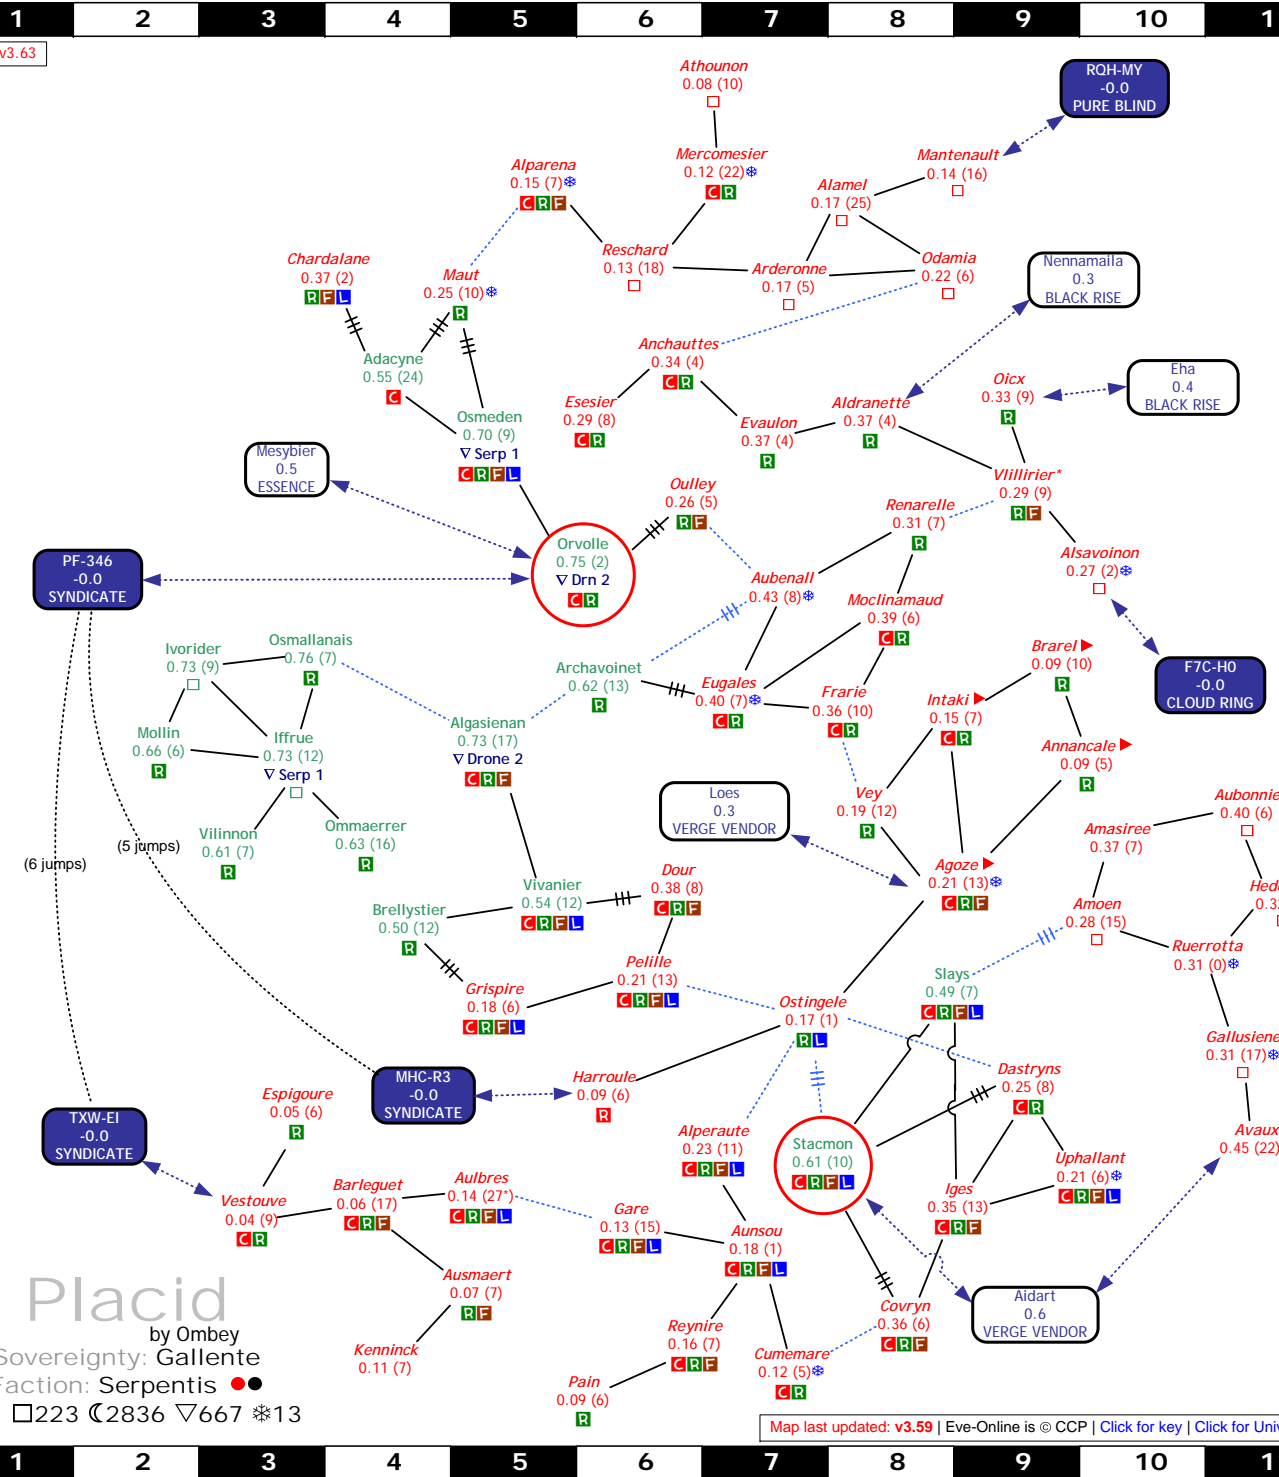 1 2 3 4 5 6 7 8 9 10 1
v3.63
Athounon
0.08 (10)
RQH-MY
-0.0
PURE BLIND
Mercomesier
0.12 (22)❄
C R
Mantenault
0.14 (16)
Alparena
0.15 (7)❄
C R F
Alamel
0.17 (25)
Reschard
0.13 (18)
Arderonne
0.17 (5)
Odamia
0.22 (6)
Chardalane
0.37 (2)
R F L
Maut
0.25 (10)❄
R
Nennamaila
0.3
BLACK RISE
Adacyne
0.55 (24)
C
Anchauttes
0.34 (4)
C R
Eha
0.4
BLACK RISE
Oicx
0.33 (9)
R
Esesier
0.29 (8)
C R
Evaulon
0.37 (4)
R
Aldranette
0.37 (4)
R
Osmeden
0.70 (9)
▽ Serp 1
C R F L
Mesybier
0.5
ESSENCE
Oulley
0.26 (5)
R F
Vlillirier*
0.29 (9)
R F
Renarelle
0.31 (7)
R
Orvolle
0.75 (2)
▽ Drn 2
C R
PF-346
-0.0
SYNDICATE
Aubenall
0.43 (8)❄
Alsavoinon
0.27 (2)❄
Moclinamaud
0.39 (6)
C R
Ivorider
0.73 (9)
Osmallanais
0.76 (7)
R
Archavoinet
0.62 (13)
R
Eugales
0.40 (7)❄
C R
Frarie
0.36 (10)
C R
Brarel ▶
0.09 (10)
R
F7C-H0
-0.0
CLOUD RING
Intaki ▶
0.15 (7)
C R
Mollin
0.66 (6)
R
Iffrue
0.73 (12)
▽ Serp 1
Algasienan
0.73 (17)
▽ Drone 2
C R F
Annancale ▶
0.09 (5)
R
Loes
0.3
VERGE VENDOR
Vey
0.19 (12)
R
Aubonnie
0.40 (6)
Vilinnon
0.61 (7)
R
Ommaerrer
0.63 (16)
R
Amasiree
0.37 (7)
(6 jumps)
(5 jumps)
Agoze ▶
0.21 (13)❄
C R F
Vivanier
0.54 (12)
C R F L
Dour
0.38 (8)
C R F
Hed
0.3
Brellystier
0.50 (12)
R
Amoen
0.28 (15)
Ruerrotta
0.31 (0)❄
Pelille
0.21 (13)
C R F L
Slays
0.49 (7)
C R F L
Grispire
0.18 (6)
C R F L
Ostingele
0.17 (1)
R L
Gallusiene
0.31 (17)❄
MHC-R3
-0.0
SYNDICATE
Harroule
0.09 (6)
R
Dastryns
0.25 (8)
C R
Espigoure
0.05 (6)
R
TXW-EI
-0.0
SYNDICATE
Alperaute
0.23 (11)
C R F L
Stacmon
0.61 (10)
C R F L
Avaux
0.45 (22)
Uphallant
0.21 (6)❄
C R F L
Vestouve
0.04 (9)
C R
Barleguet
0.06 (17)
C R F
Aulbres
0.14 (27*)
C R F L
Iges
0.35 (13)
C R F
Gare
0.13 (15)
C R F L
Aunsou
0.18 (1)
C R F L
Ausmaert
0.07 (7)
R F
Aidart
0.6
VERGE VENDOR
Covryn
0.36 (6)
C R F
Kenninck
0.11 (7)
Reynire
0.16 (7)
C R F
Cumemare
0.12 (5)❄
C R
Pain
0.09 (6)
R
Placid
by Ombey
Sovereignty: Gallente
Faction: Serpentis
□223 ☾2836 ▽667 ❄13
Map last updated: v3.59 | Eve-Online is © CCP | Click for key | Click for Univ
1 2 3 4 5 6 7 8 9 10 1